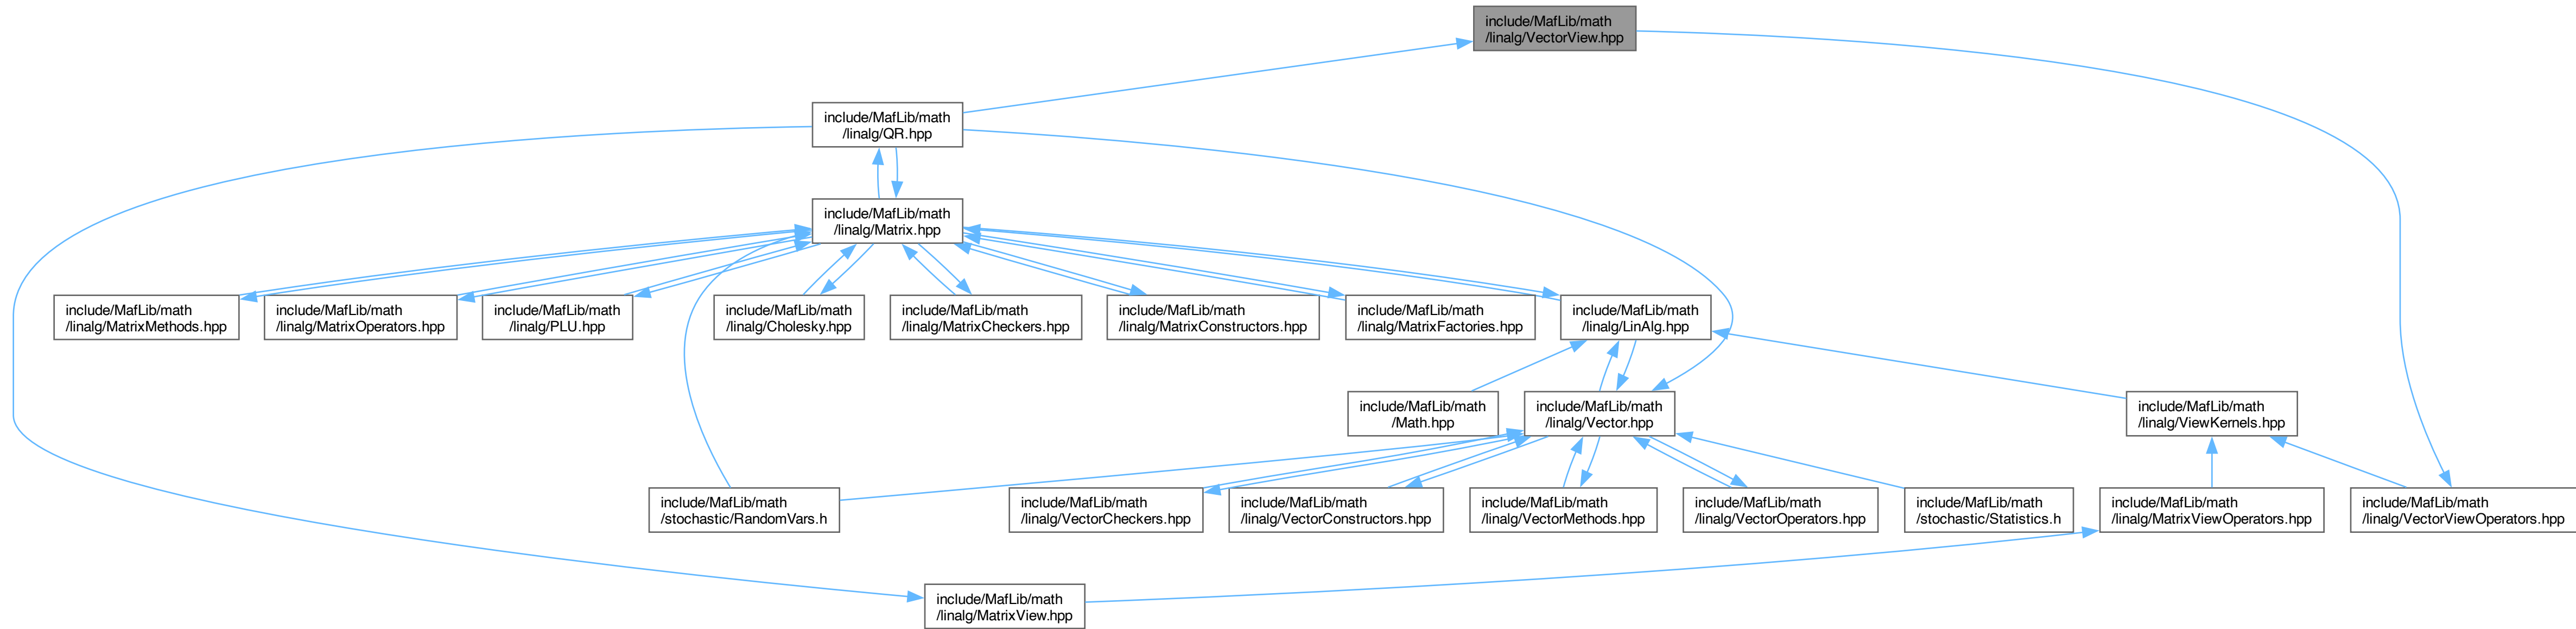 include/MafLib/math
/linalg/VectorView.hpp
include/MafLib/math
/linalg/QR.hpp
include/MafLib/math
/linalg/Matrix.hpp
include/MafLib/math
/linalg/MatrixMethods.hpp
include/MafLib/math
/linalg/MatrixOperators.hpp
include/MafLib/math
/linalg/PLU.hpp
include/MafLib/math
/linalg/Cholesky.hpp
include/MafLib/math
/linalg/MatrixCheckers.hpp
include/MafLib/math
/linalg/MatrixConstructors.hpp
include/MafLib/math
/linalg/MatrixFactories.hpp
include/MafLib/math
/linalg/LinAlg.hpp
include/MafLib/math
/Math.hpp
include/MafLib/math
/linalg/Vector.hpp
include/MafLib/math
/linalg/ViewKernels.hpp
include/MafLib/math
/stochastic/RandomVars.h
include/MafLib/math
/linalg/VectorCheckers.hpp
include/MafLib/math
/linalg/VectorConstructors.hpp
include/MafLib/math
/linalg/VectorMethods.hpp
include/MafLib/math
/linalg/VectorOperators.hpp
include/MafLib/math
/stochastic/Statistics.h
include/MafLib/math
/linalg/MatrixViewOperators.hpp
include/MafLib/math
/linalg/VectorViewOperators.hpp
include/MafLib/math
/linalg/MatrixView.hpp